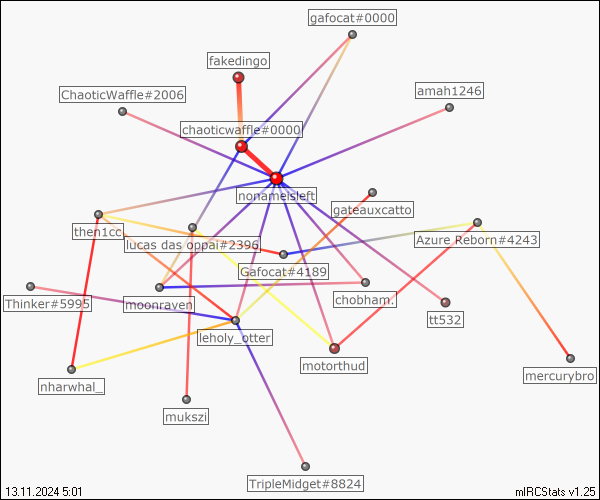 gafocat#0000
fakedingo
ChaoticWaffle#2006
amah1246
chaoticwaffle#0000
nonameisleft
gateauxcatto
then1cc
lucas das oppai#2396
Azure Reborn#4243
Gafocat#4189
Thinker#5995
moonraven
chobham.
tt532
leholy_otter
motorthud
nharwhal_
mercurybro
mukszi
TripleMidget#8824
13.11.2024 5:01
mIRCStats v1.25